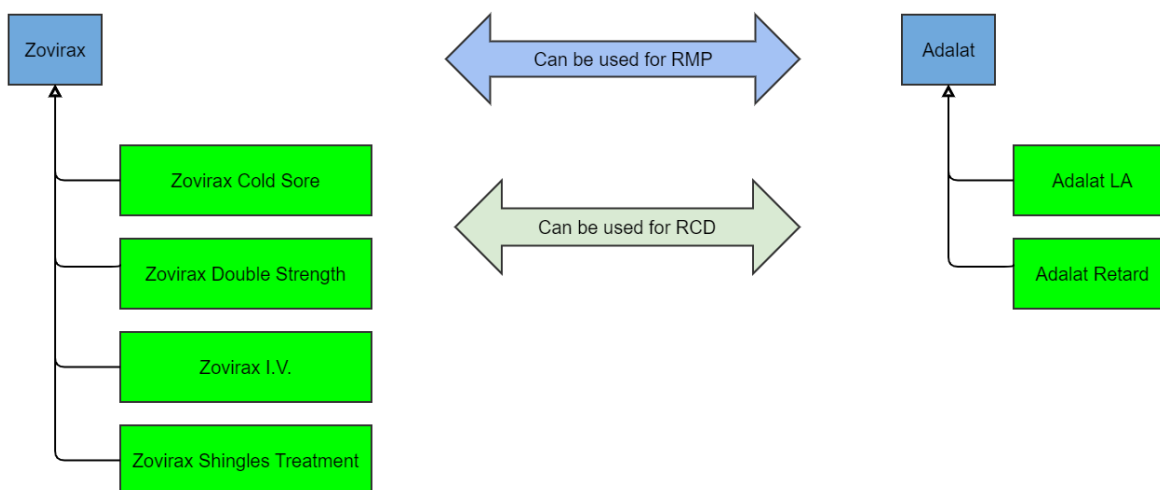 Zovirax
Can be used for RMP
Adalat
Zovirax Cold Sore
Adalat LA
Can be used for RCD
Zovirax Double Strength
Adalat Retard
Zovirax I.V.
Zovirax Shingles Treatment